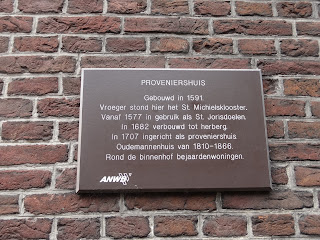 PROVENIERSHUIS
Gebouwd in 1591.
Vroeger stond hier het St. Michielsklooster.
Vanaf 1577 in gebruik als St. Jorisdoelen.
In 1682 verbouwd tot herberg.
In 1707 ingericht als proveniershuis.
Oudemannenhuis van 1810-1866.
Rond de binnenhof bejaardenwoningen.
ANWB